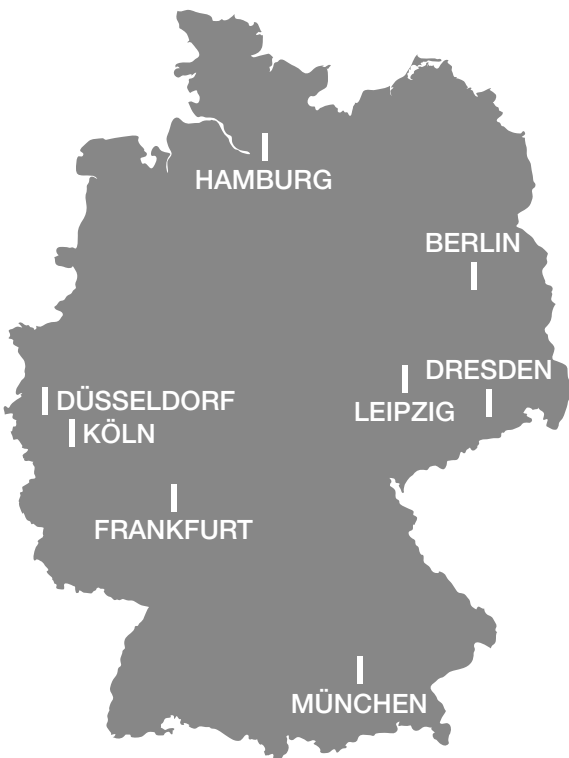 HAMBURG
BERLIN
DRESDEN
DÜSSELDORF
LEIPZIG
KÖLN
FRANKFURT
MÜNCHEN